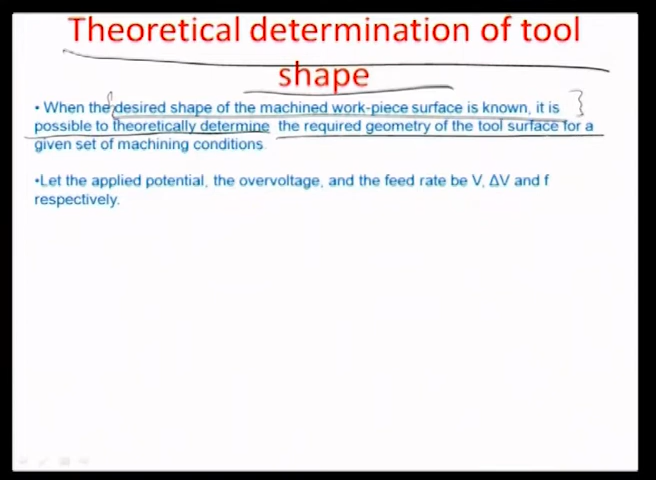 Theoretical determination of tool
shape
• When the desired shape of the machined work-piece surface is known, it is
possible to theoretically determine the required geometry of the tool surface for a
given set of machining conditions.
•Let the applied potential, the overvoltage, and the feed rate be V, ΔV and f
respectively.